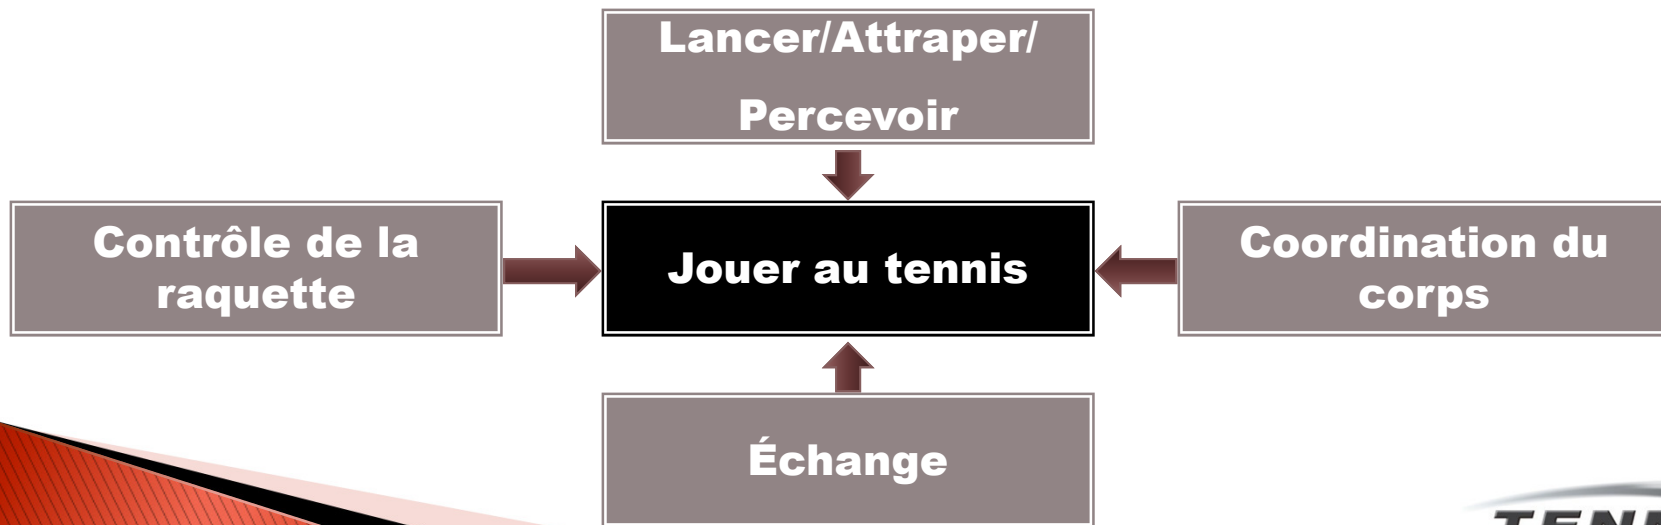 Lancer/Attraper/
Percevoir
Contrôle de la
raquette
Jouer au tennis
Coordination du
corps
Échange